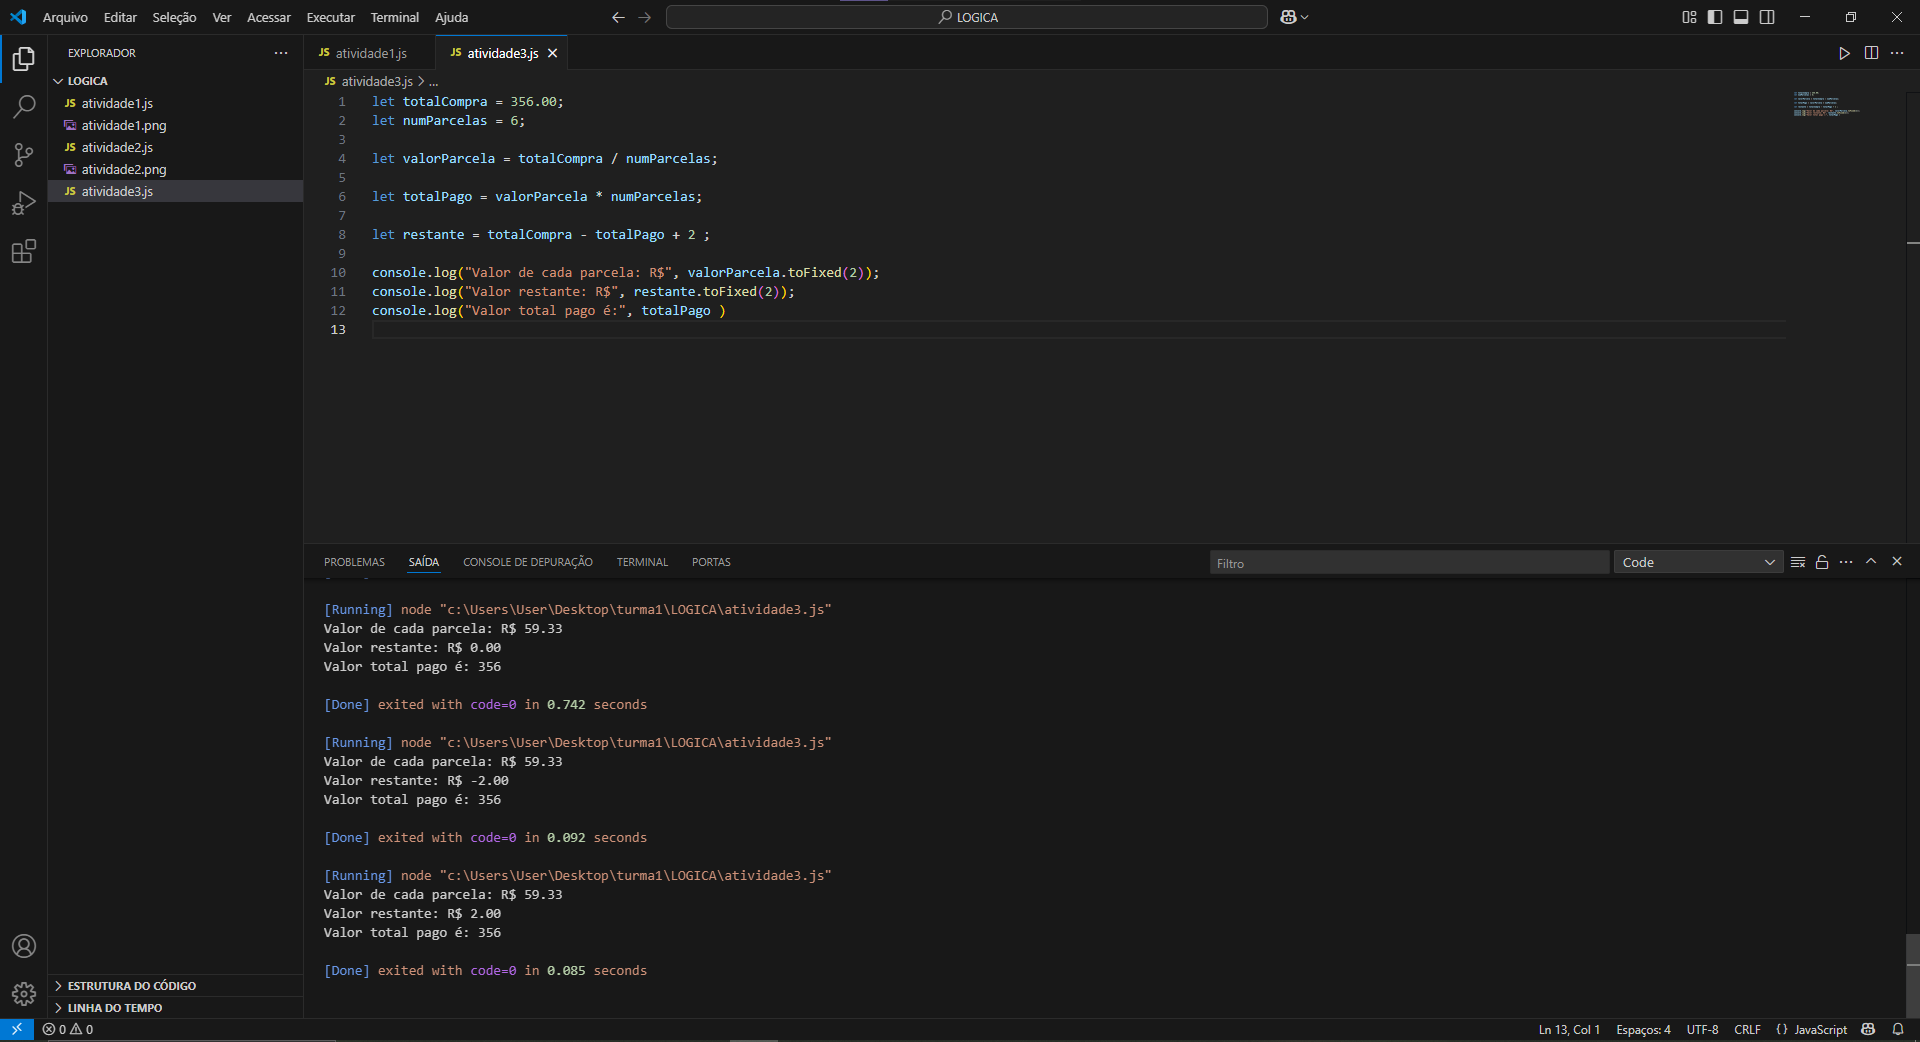 Arquivo Editar Seleção Ver Acessar Executar Terminal Ajuda
LOGICA
EXPLORADOR
LOGICA
JS atividade1.js
atividade1.png
JS atividade2.js
atividade2.png
JS atividade3.js
ESTRUTURA DO CÓDIGO
LINHA DO TEMPO
JS atividade1.js JS atividade3.js
JS atividade3.js > ...
1 let totalCompra = 356.00;
2 let numParcelas = 6;
3
4 let valorParcela = totalCompra / numParcelas;
5
6 let totalPago = valorParcela * numParcelas;
7
8 let restante = totalCompra - totalPago + 2 ;
9
10 console.log("Valor de cada parcela: R$", valorParcela.toFixed(2));
11 console.log("Valor restante: R$", restante.toFixed(2));
12 console.log("Valor total pago é:", totalPago )
13
PROBLEMAS SAÍDA CONSOLE DE DEPURAÇÃO TERMINAL PORTAS
Filtro
Code
[Running] node "c:\Users\User\Desktop\turma1\LOGICA\atividade3.js"
Valor de cada parcela: R$ 59.33
Valor restante: R$ 0.00
Valor total pago é: 356
[Done] exited with code=0 in 0.742 seconds
[Running] node "c:\Users\User\Desktop\turma1\LOGICA\atividade3.js"
Valor de cada parcela: R$ 59.33
Valor restante: R$ -2.00
Valor total pago é: 356
[Done] exited with code=0 in 0.092 seconds
[Running] node "c:\Users\User\Desktop\turma1\LOGICA\atividade3.js"
Valor de cada parcela: R$ 59.33
Valor restante: R$ 2.00
Valor total pago é: 356
[Done] exited with code=0 in 0.085 seconds
0 0
Ln 13, Col 1 Espaços: 4 UTF-8 CRLF {} JavaScript